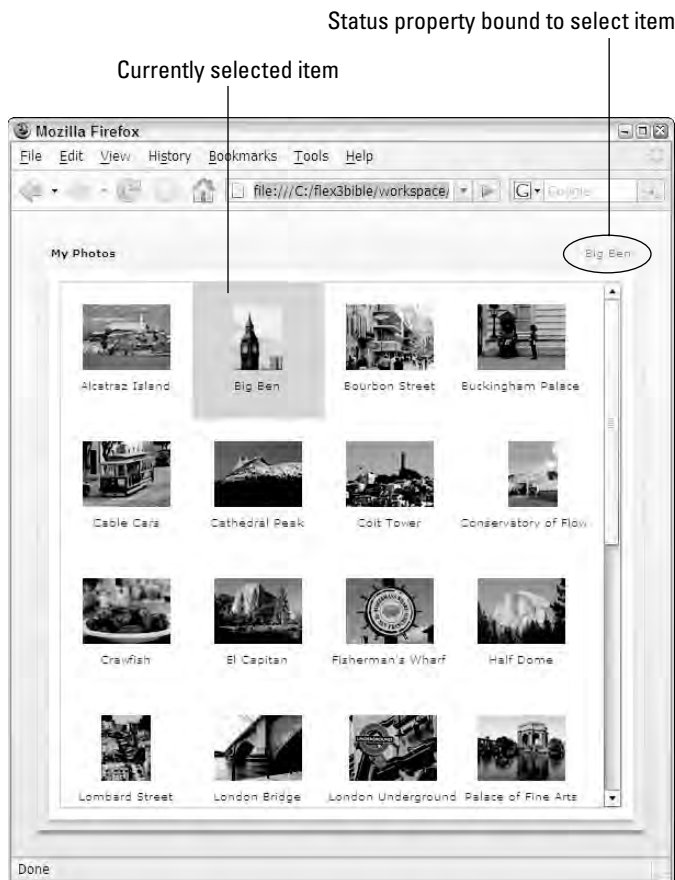 Status property bound to select item
Currently selected item
Mozilla Firefox
File Edit View History Bookmarks Tools Help
file:///C:/flex3bible/workspace/ G Google
My Photos Big Ben
Alcatraz Island Big Ben Bourbon Street Buckingham Palace
Cable Cars Cathedral Peak Coit Tower Conservatory of Flow
Crawfish El Capitan Fisherman's Wharf Half Dome
UNDERGROUND
Lombard Street London Bridge London Underground Palace of Fine Arts
Done